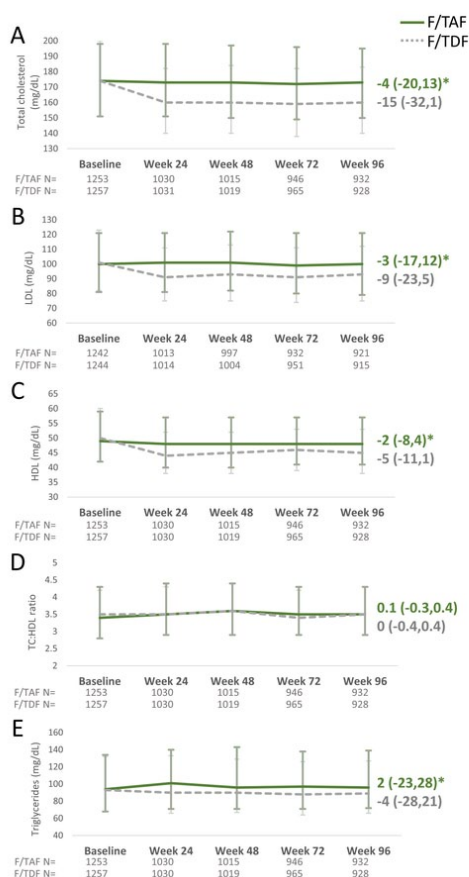 F/TAF
F/TDF
A
Total cholesterol
(mg/dL)
200
190
180
170
160
150
140
130
-4 (-20,13)*
-15 (-32,1)
Baseline Week 24 Week 48 Week 72 Week 96
F/TAF N= 1253 1030 1015 946 932
F/TDF N= 1257 1031 1019 965 928
B
LDL (mg/dL)
130
120
110
100
90
80
70
60
-3 (-17,12)*
-9 (-23,5)
Baseline Week 24 Week 48 Week 72 Week 96
F/TAF N= 1242 1013 997 932 921
F/TDF N= 1244 1014 1004 951 915
C
HDL (mg/dL)
65
60
55
50
45
40
35
30
-2 (-8,4)*
-5 (-11,1)
Baseline Week 24 Week 48 Week 72 Week 96
F/TAF N= 1253 1030 1015 946 932
F/TDF N= 1257 1030 1019 965 928
D
TC:HDL ratio
5
4.5
4
3.5
3
2.5
2
0.1 (-0.3,0.4)
0 (-0.4,0.4)
Baseline Week 24 Week 48 Week 72 Week 96
F/TAF N= 1253 1030 1015 946 932
F/TDF N= 1257 1030 1019 965 928
E
Triglycerides (mg/dL)
160
140
120
100
80
60
40
2 (-23,28)*
-4 (-28,21)
Baseline Week 24 Week 48 Week 72 Week 96
F/TAF N= 1253 1030 1015 946 932
F/TDF N= 1257 1030 1019 965 928